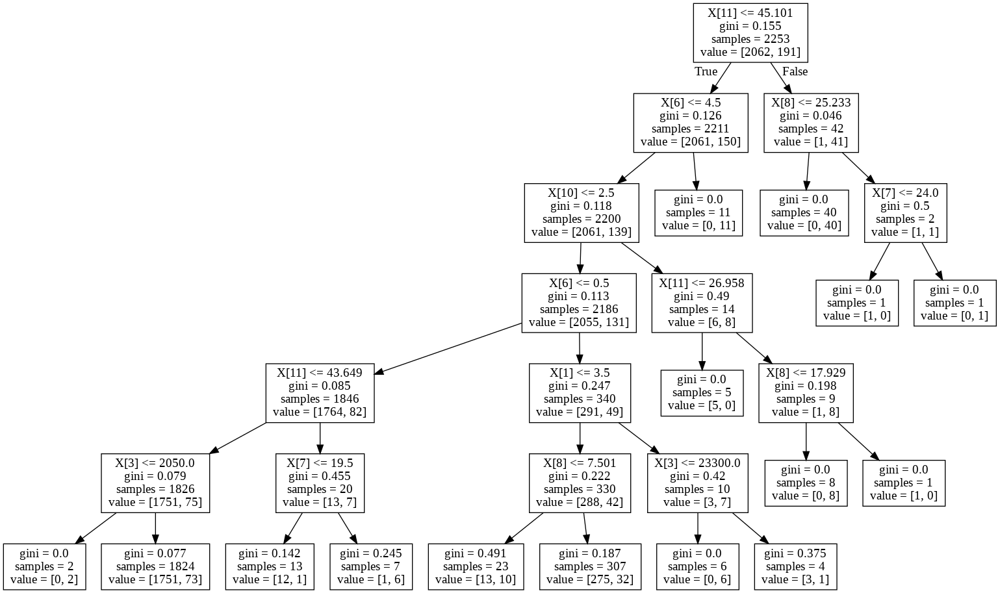 X[11] <= 45.101
gini = 0.155
samples = 2253
value = [2062, 191]
True
False
X[6] <= 4.5
gini = 0.126
samples = 2211
value = [2061, 150]
X[8] <= 25.233
gini = 0.046
samples = 42
value = [1, 41]
X[10] <= 2.5
gini = 0.118
samples = 2200
value = [2061, 139]
gini = 0.0
samples = 11
value = [0, 11]
gini = 0.0
samples = 40
value = [0, 40]
X[7] <= 24.0
gini = 0.5
samples = 2
value = [1, 1]
X[6] <= 0.5
gini = 0.113
samples = 2186
value = [2055, 131]
X[11] <= 26.958
gini = 0.49
samples = 14
value = [6, 8]
gini = 0.0
samples = 1
value = [1, 0]
gini = 0.0
samples = 1
value = [0, 1]
X[11] <= 43.649
gini = 0.085
samples = 1846
value = [1764, 82]
X[1] <= 3.5
gini = 0.247
samples = 340
value = [291, 49]
gini = 0.0
samples = 5
value = [5, 0]
X[8] <= 17.929
gini = 0.198
samples = 9
value = [1, 8]
X[3] <= 2050.0
gini = 0.079
samples = 1826
value = [1751, 75]
X[7] <= 19.5
gini = 0.455
samples = 20
value = [13, 7]
X[8] <= 7.501
gini = 0.222
samples = 330
value = [288, 42]
X[3] <= 23300.0
gini = 0.42
samples = 10
value = [3, 7]
gini = 0.0
samples = 8
value = [0, 8]
gini = 0.0
samples = 1
value = [1, 0]
gini = 0.0
samples = 2
value = [0, 2]
gini = 0.077
samples = 1824
value = [1751, 73]
gini = 0.142
samples = 13
value = [12, 1]
gini = 0.245
samples = 7
value = [1, 6]
gini = 0.491
samples = 23
value = [13, 10]
gini = 0.187
samples = 307
value = [275, 32]
gini = 0.0
samples = 6
value = [0, 6]
gini = 0.375
samples = 4
value = [3, 1]